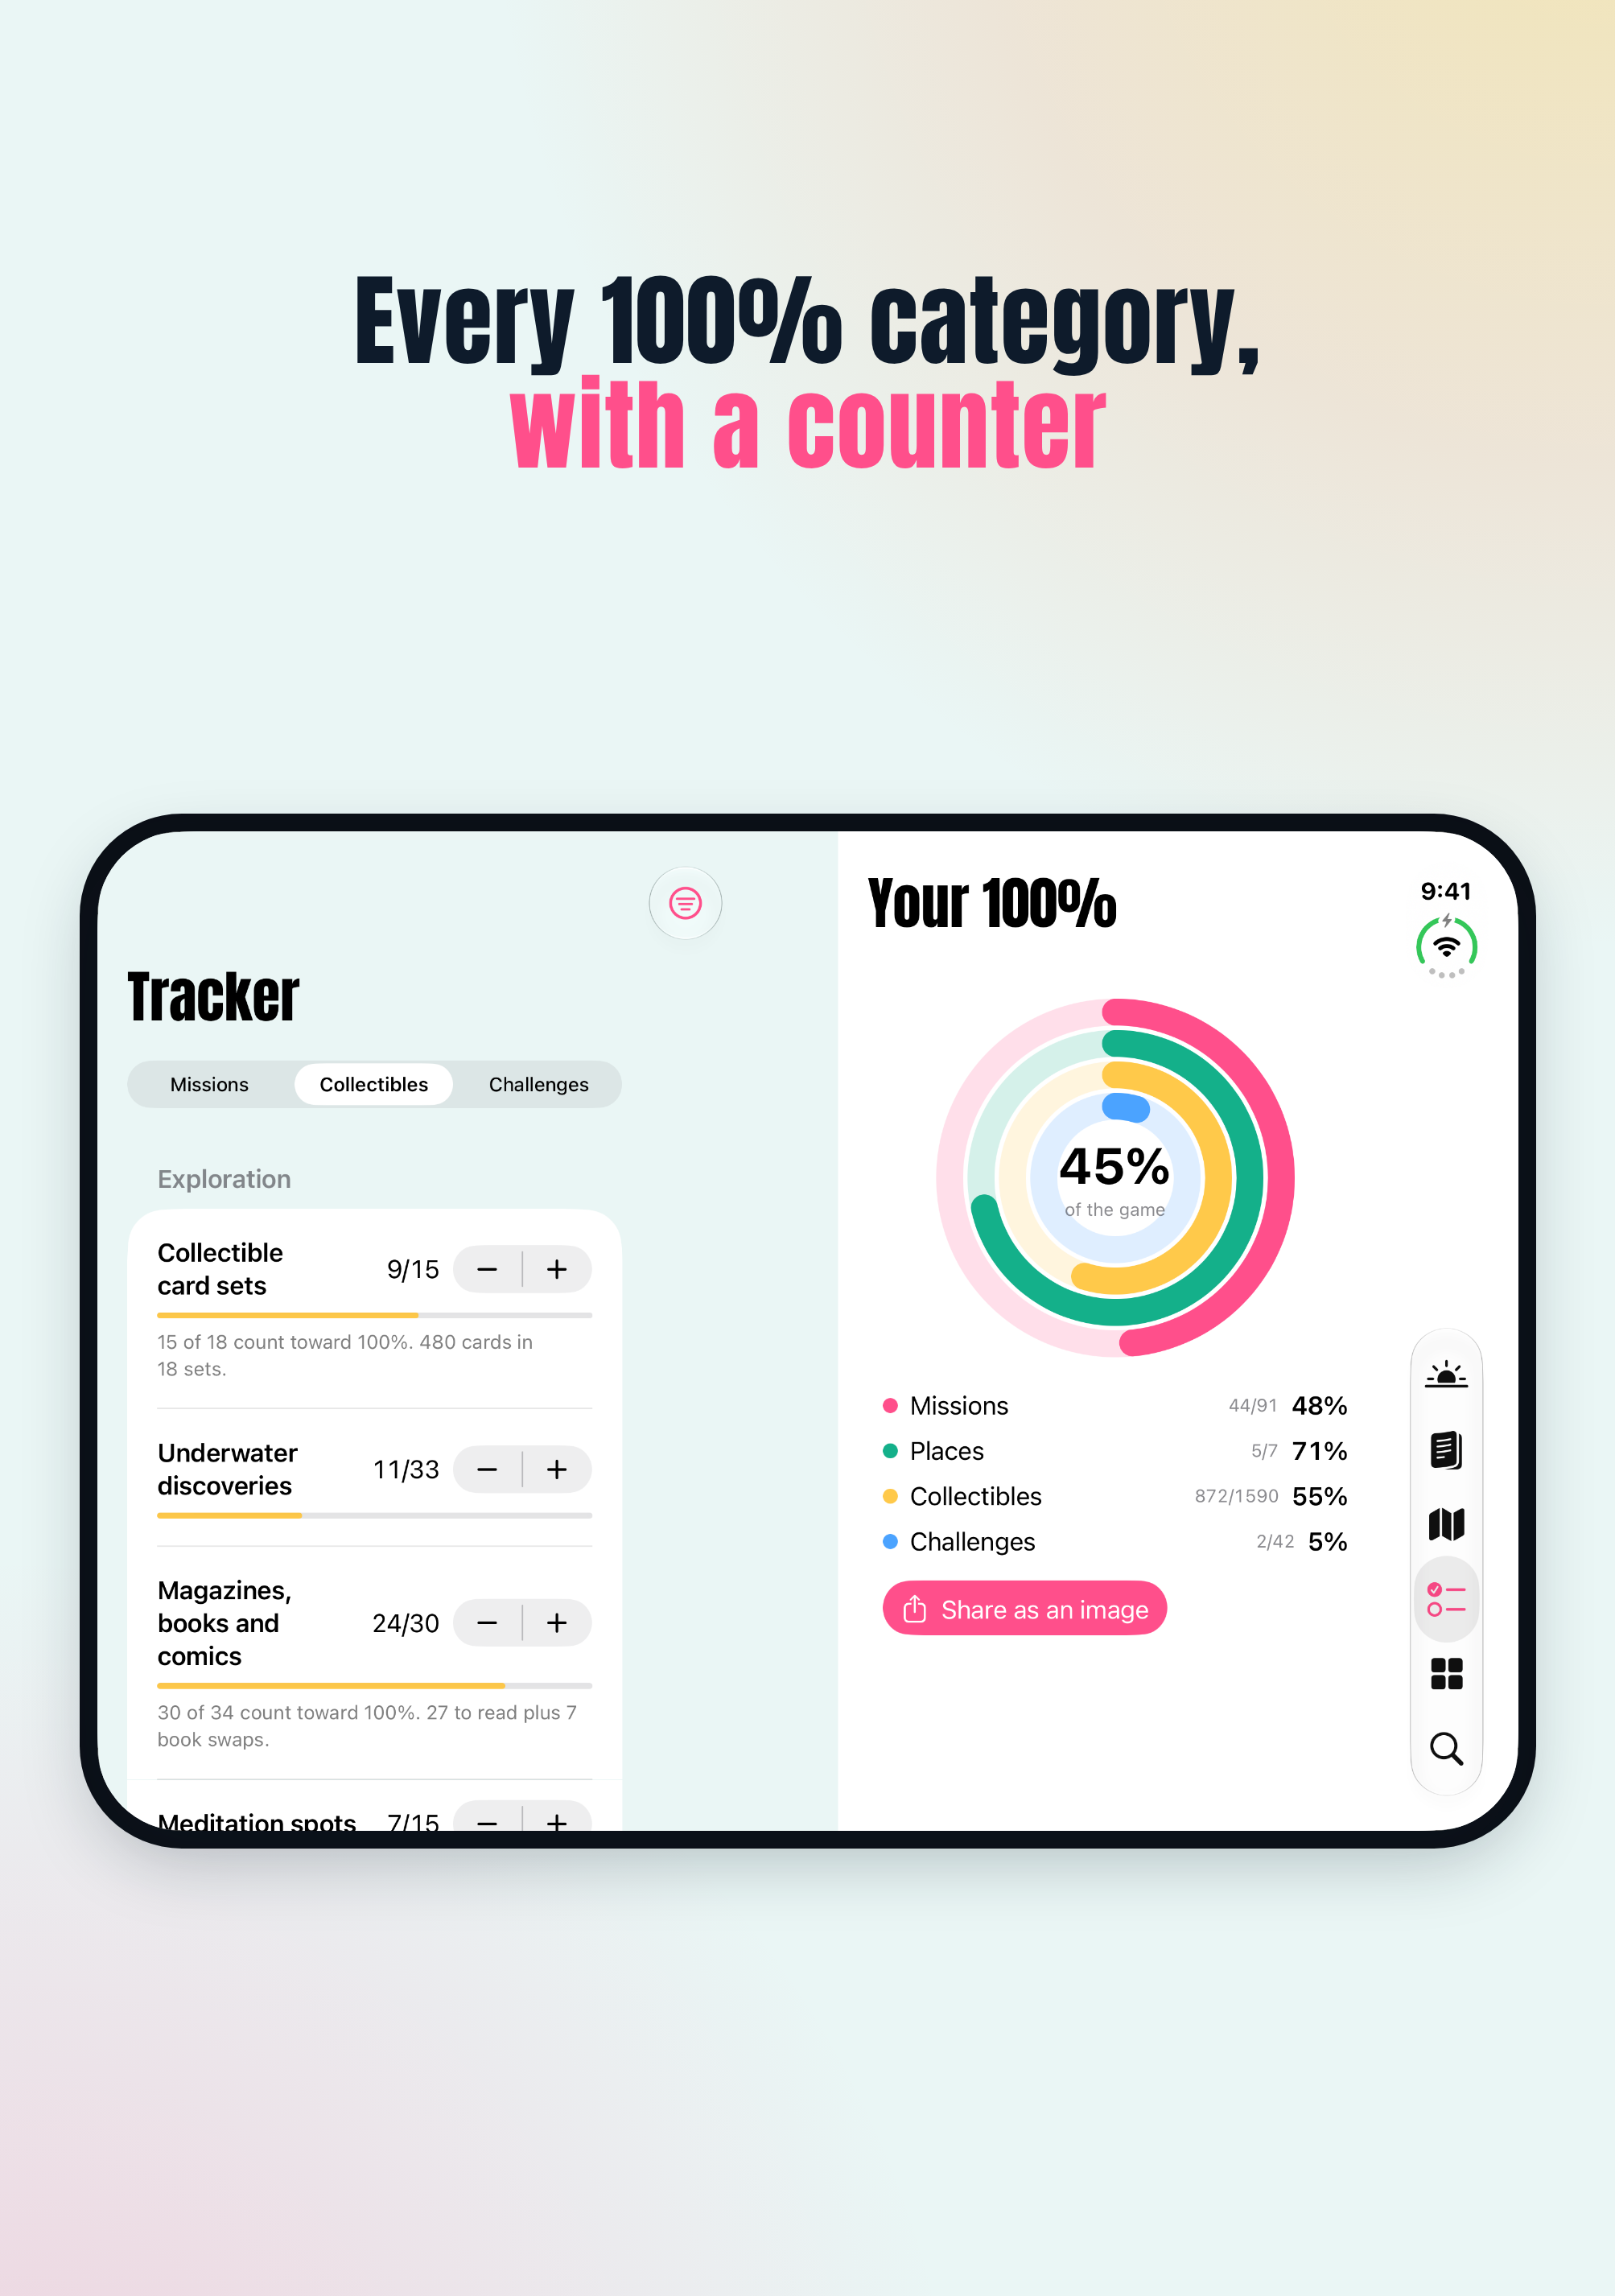 Every 100% category,
with a counter
Tracker
Missions
Collectibles
Challenges
Exploration
Collectible
card sets
9/15
15 of 18 count toward 100%. 480 cards in
18 sets.
Underwater
discoveries
11/33
Magazines,
books and
comics
24/30
30 of 34 count toward 100%. 27 to read plus 7
book swaps.
Meditation spots 7/15
Your 100%
9:41
45%
of the game
Missions 44/91 48%
Places 5/7 71%
Collectibles 872/1590 55%
Challenges 2/42 5%
Share as an image